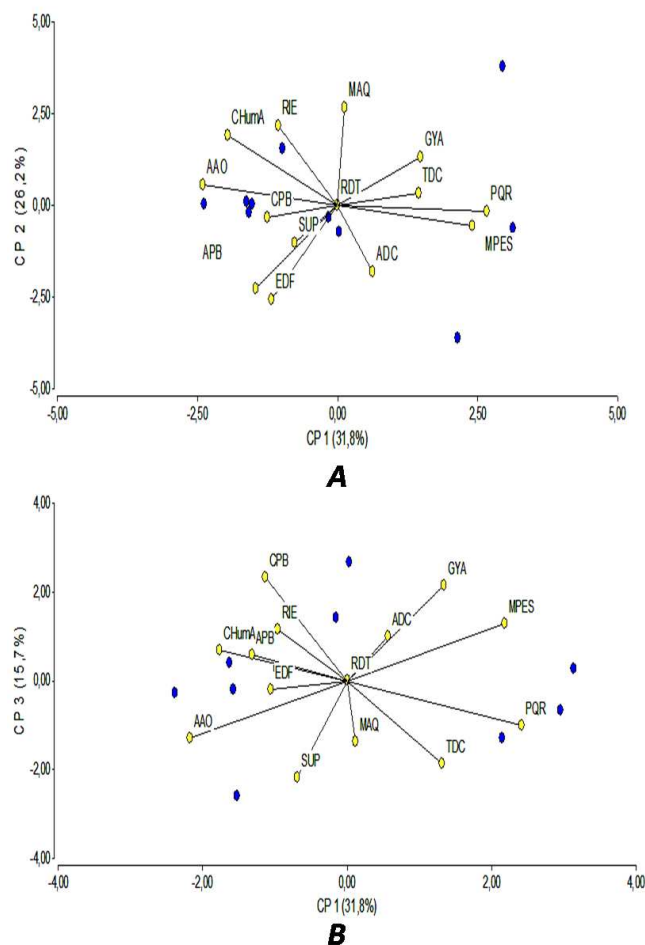 5,00
2,50
0,00
-2,50
-5,00
CP 2 (26,2%)
MAQ
RIE
CHumA
GYA
AAO
TDC
RDT
CPB
PQR
SUP
MPES
APB
ADC
EDF
-5,00 -2,50 0,00 2,50 5,00
CP 1 (31,8%)
A
4,00
2,00
0,00
-2,00
-4,00
CP 3 (15,7%)
CPB
GYA
RIE
ADC
MPES
CHumA
APB
RDT
EDF
AAO
PQR
MAQ
TDC
SUP
-4,00 -2,00 0,00 2,00 4,00
CP 1 (31,8%)
B